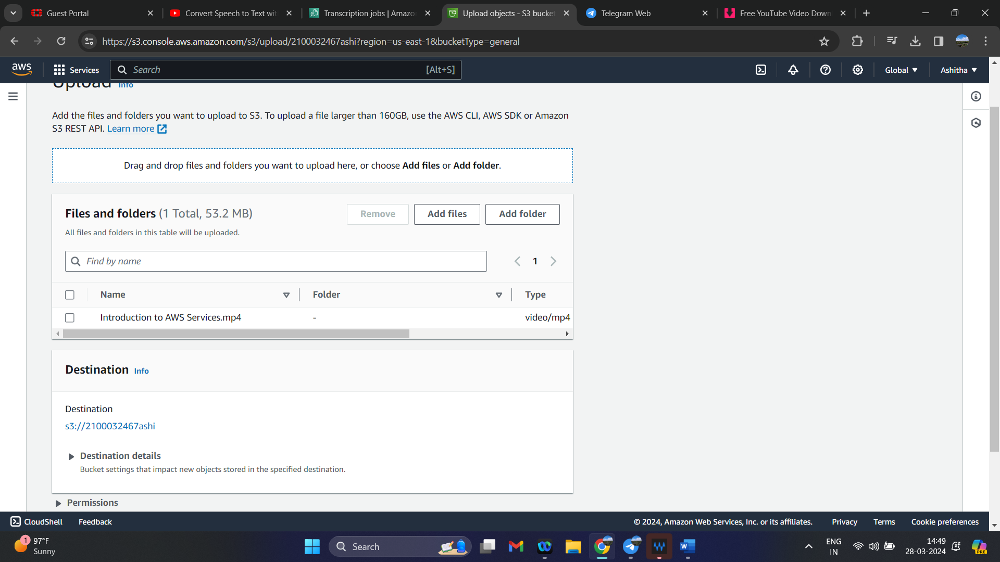 Guest Portal
Convert Speech to Text wit
Transcription jobs | Amazo
Upload objects - S3 bucket
Telegram Web
Free YouTube Video Down
https://s3.console.aws.amazon.com/s3/upload/2100032467ashi?region=us-east-1&bucketType=general
aws
Services
Search
[Alt+S]
Global
Ashitha
Upload Info
Add the files and folders you want to upload to S3. To upload a file larger than 160GB, use the AWS CLI, AWS SDK or Amazon
S3 REST API. Learn more
Drag and drop files and folders you want to upload here, or choose Add files or Add folder.
Files and folders (1 Total, 53.2 MB)
Remove
Add files
Add folder
All files and folders in this table will be uploaded.
Find by name
1
Name
Folder
Type
Introduction to AWS Services.mp4
-
video/mp4
Destination Info
Destination
s3://2100032467ashi
Destination details
Bucket settings that impact new objects stored in the specified destination.
Permissions
CloudShell
Feedback
© 2024, Amazon Web Services, Inc. or its affiliates.
Privacy
Terms
Cookie preferences
1
97°F
Sunny
Search
W
ENG
IN
14:49
28-03-2024
PRE